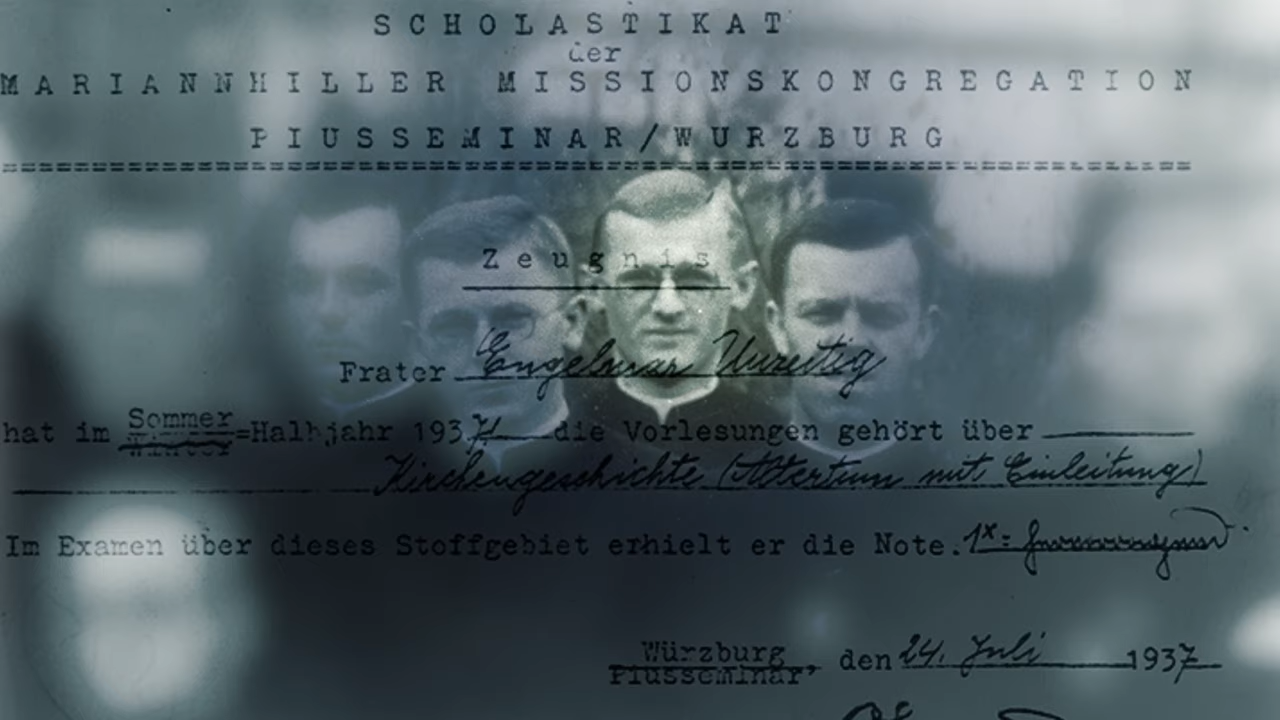 SCHOLASTIKAT
der
MARIANNHILLER MISSIONSKONGREGATION
PIUSSEMINAR/WURZBURG
Zeugnis
Frater Engelmar Unzeitig
hat im Sommer=Halbjahr 1937 die Vorlesungen gehört über
Winter
Kirchengeschichte (Altertum mit Einleitung)
Im Examen über dieses Stoffgebiet erhielt er die Note. 1x =
Würzburg, den 24. Juli 1937
Piusseminar